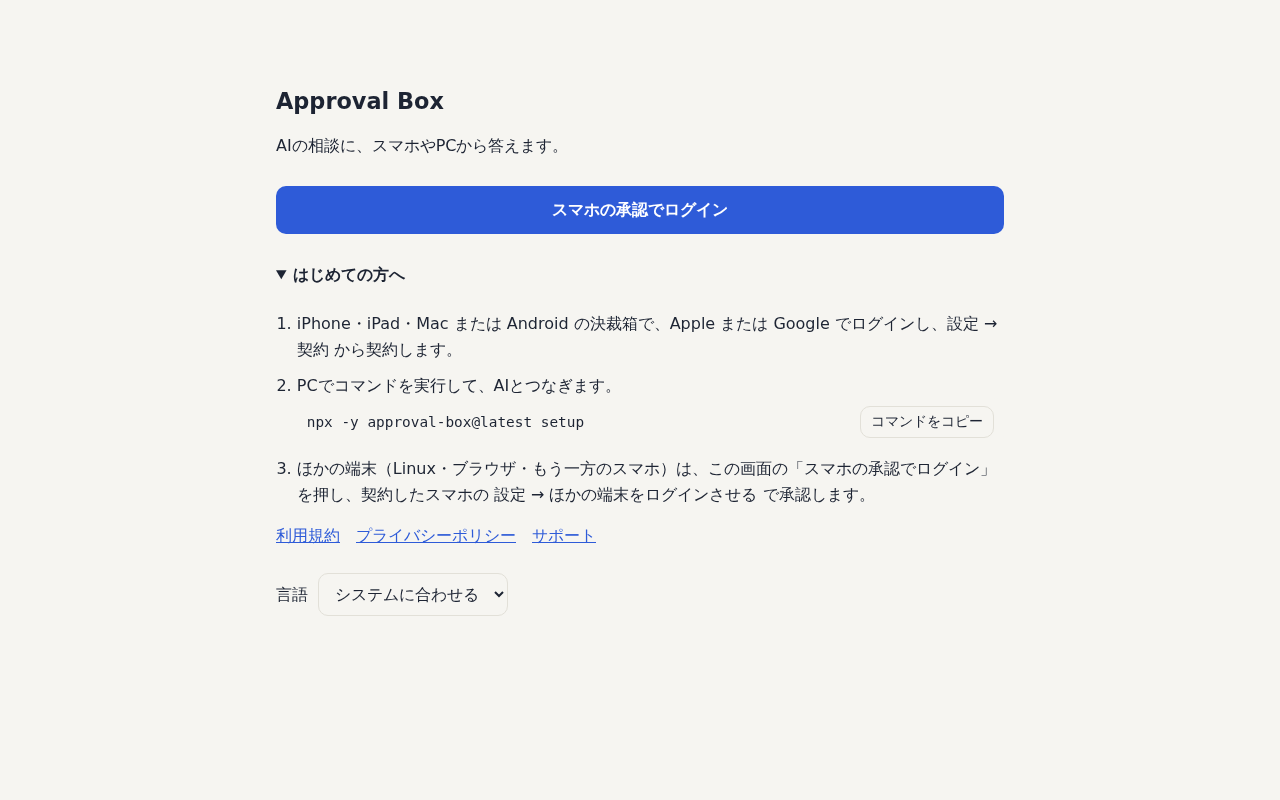 Approval Box
AIの相談に、スマホやPCから答えます。
スマホの承認でログイン
▼ はじめての方へ
1. iPhone・iPad・Mac または Android の決裁箱で、Apple または Google でログインし、設定 →
契約 から契約します。
2. PCでコマンドを実行して、AIとつなぎます。
npx -y approval-box@latest setup
コマンドをコピー
3. ほかの端末（Linux・ブラウザ・もう一方のスマホ）は、この画面の「スマホの承認でログイン」
を押し、契約したスマホの 設定 → ほかの端末をログインさせる で承認します。
利用規約 プライバシーポリシー サポート
言語 システムに合わせる